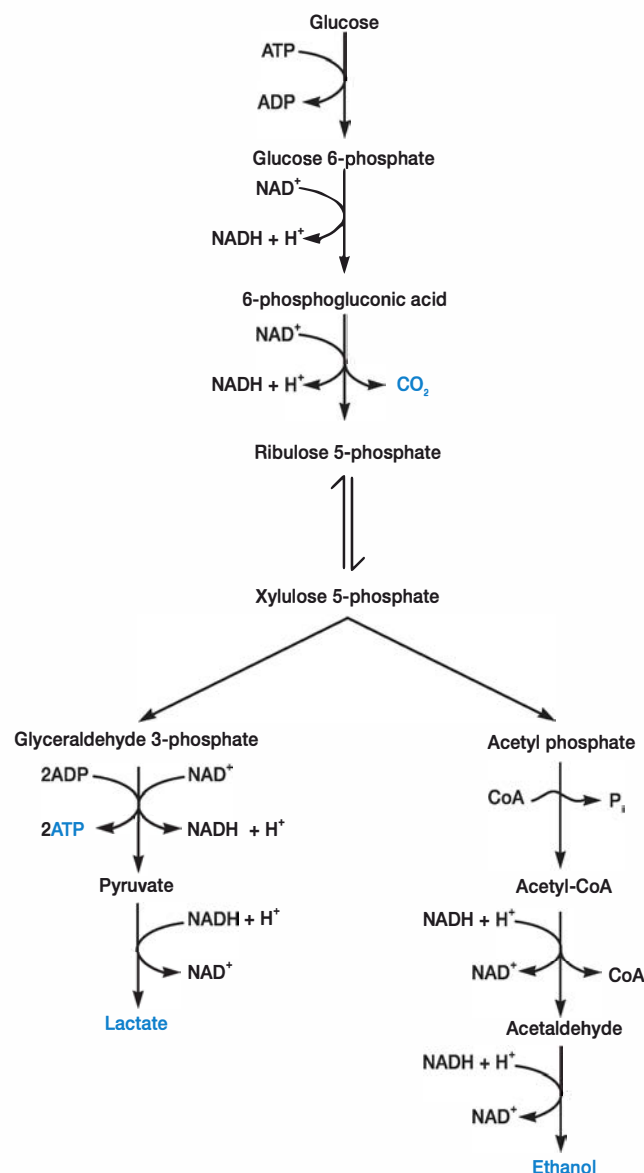 Glucose
ATP
ADP
Glucose 6-phosphate
NAD⁺
NADH + H⁺
6-phosphogluconic acid
NAD⁺
NADH + H⁺
CO₂
Ribulose 5-phosphate
Xylulose 5-phosphate
Glyceraldehyde 3-phosphate
2ADP
NAD⁺
2ATP
NADH + H⁺
Pyruvate
NADH + H⁺
NAD⁺
Lactate
Acetyl phosphate
CoA
Pᵢ
Acetyl-CoA
NADH + H⁺
NAD⁺
CoA
Acetaldehyde
NADH + H⁺
NAD⁺
Ethanol